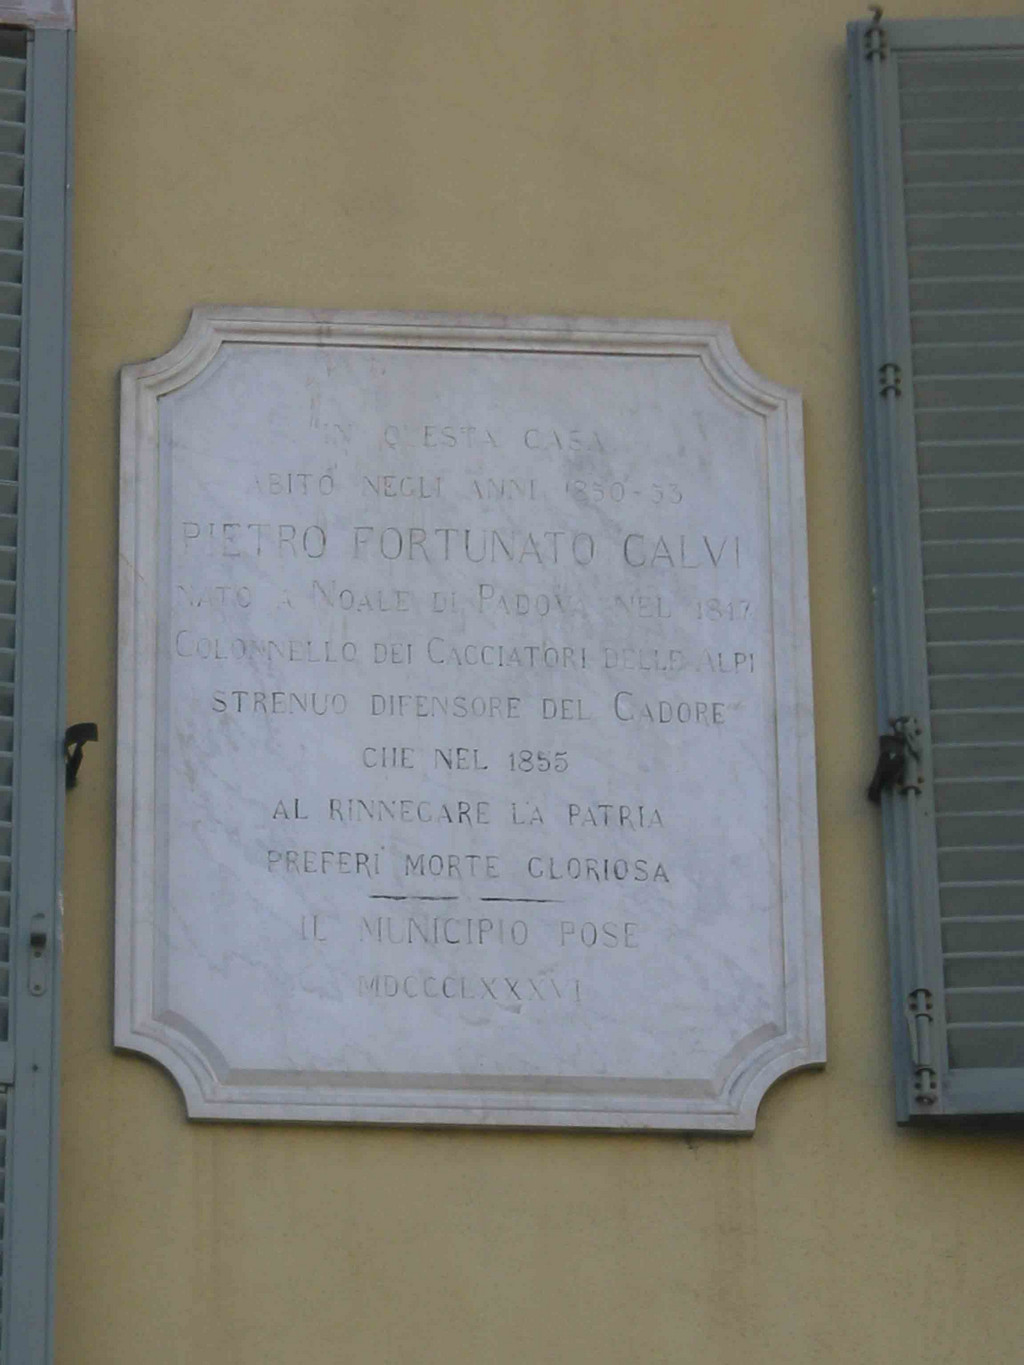 IN QUESTA CASA
ABITÒ NEGLI ANNI 1850-53
PIETRO FORTUNATO CALVI
NATO A NOALE DI PADOVA NEL 1817
COLONNELLO DEI CACCIATORI DELLE ALPI
STRENUO DIFENSORE DEL CADORE
CHE NEL 1855
AL RINNEGARE LA PATRIA
PREFERÌ MORTE GLORIOSA
IL MUNICIPIO POSE
MDCCCLXXXVI